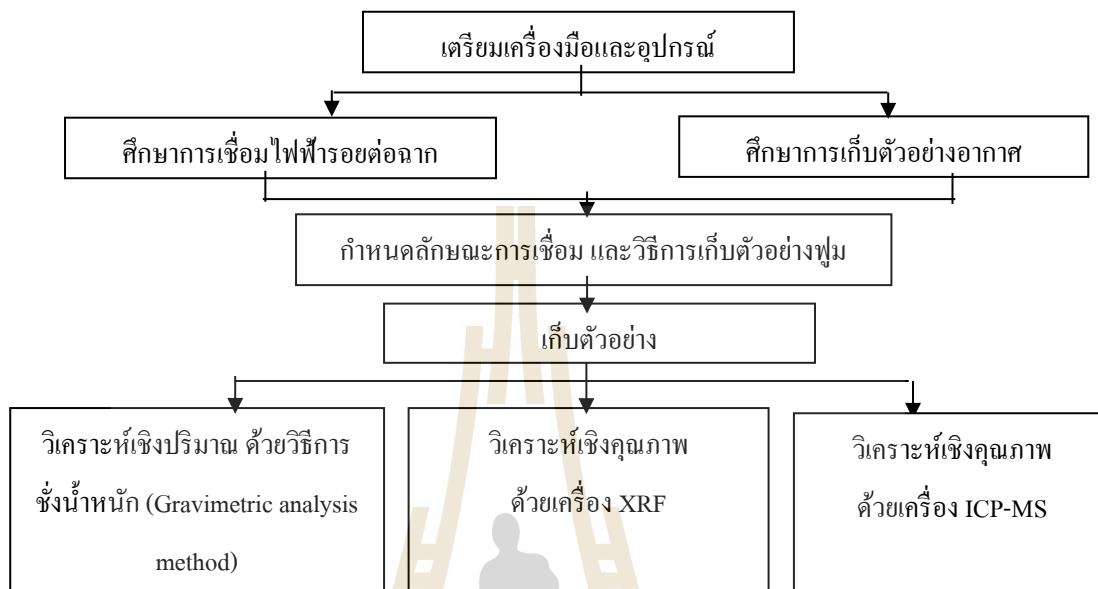 เตรียมเครื่องมือและอุปกรณ์
ศึกษาการเชื่อมไฟฟ้ารอยต่อฉาก
ศึกษาการเก็บตัวอย่างอากาศ
กำหนดลักษณะการเชื่อม และวิธีการเก็บตัวอย่างฟูม
เก็บตัวอย่าง
วิเคราะห์เชิงปริมาณ ด้วยวิธีการ
ชั่งน้ำหนัก (Gravimetric analysis
method)
วิเคราะห์เชิงคุณภาพ
ด้วยเครื่อง XRF
วิเคราะห์เชิงคุณภาพ
ด้วยเครื่อง ICP-MS